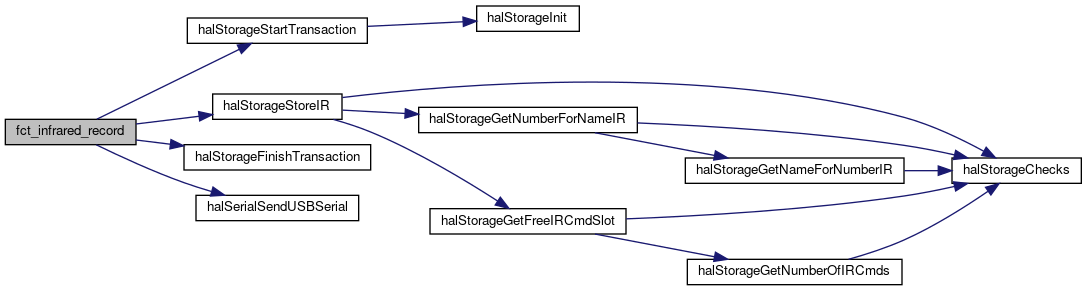 halStorageInit
halStorageStartTransaction
halStorageStoreIR
halStorageGetNumberForNameIR
fct_infrared_record
halStorageFinishTransaction
halStorageGetNameForNumberIR
halStorageChecks
halSerialSendUSBSerial
halStorageGetFreeIRCmdSlot
halStorageGetNumberOfIRCmds